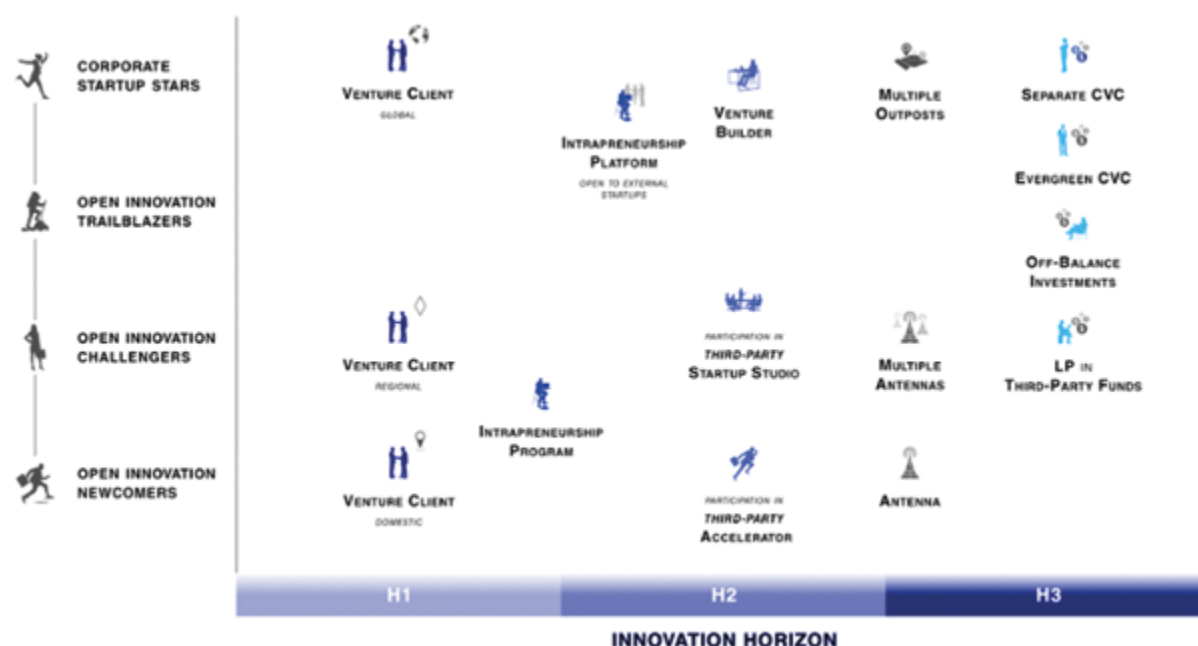 CORPORATE
STARTUP STARS
OPEN INNOVATION
TRAILBLAZERS
OPEN INNOVATION
CHALLENGERS
OPEN INNOVATION
NEWCOMERS
VENTURE CLIENT
GLOBAL
INTRAPRENEURSHIP
PLATFORM
OPEN TO EXTERNAL
STARTUPS
VENTURE
BUILDER
MULTIPLE
OUTPOSTS
SEPARATE CVC
EVERGREEN CVC
OFF-BALANCE
INVESTMENTS
VENTURE CLIENT
REGIONAL
PARTICIPATION IN
THIRD-PARTY
STARTUP STUDIO
MULTIPLE
ANTENNAS
LP IN
THIRD-PARTY FUNDS
INTRAPRENEURSHIP
PROGRAM
VENTURE CLIENT
DOMESTIC
PARTICIPATION IN
THIRD-PARTY
ACCELERATOR
ANTENNA
H1
H2
H3
INNOVATION HORIZON